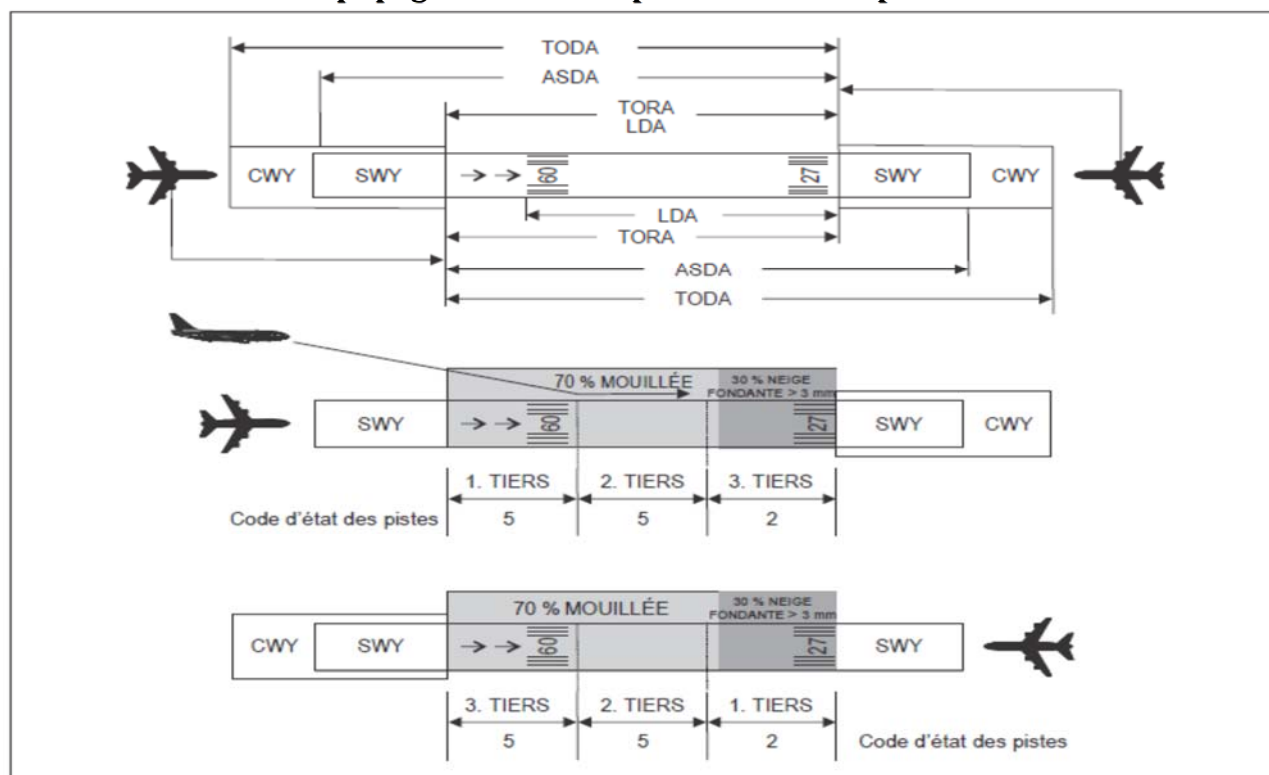 TODA
ASDA
TORA
LDA
CWY SWY 09 27 SWY CWY
LDA
TORA
ASDA
TODA
70 % MOUILLÉE 30 % NEIGE
FONDANTE > 3 mm
SWY 09 27 SWY CWY
1. TIERS 2. TIERS 3. TIERS
Code d'état des pistes 5 5 2
70 % MOUILLÉE 30 % NEIGE
FONDANTE > 3 mm
CWY SWY 09 27 SWY
3. TIERS 2. TIERS 1. TIERS
5 5 2 Code d'état des pistes